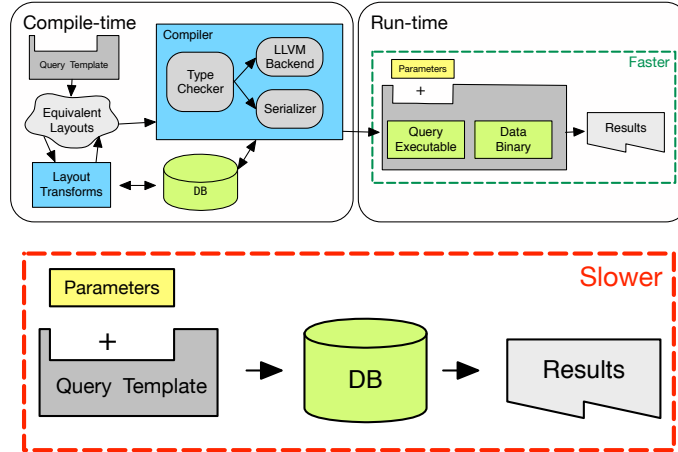 Compile-time
Query Template
Equivalent
Layouts
Layout
Transforms
Compiler
Type
Checker
LLVM
Backend
Serializer
DB
Run-time
Faster
Parameters
+
Query
Executable
Data
Binary
Results
Slower
Parameters
+
Query Template
DB
Results